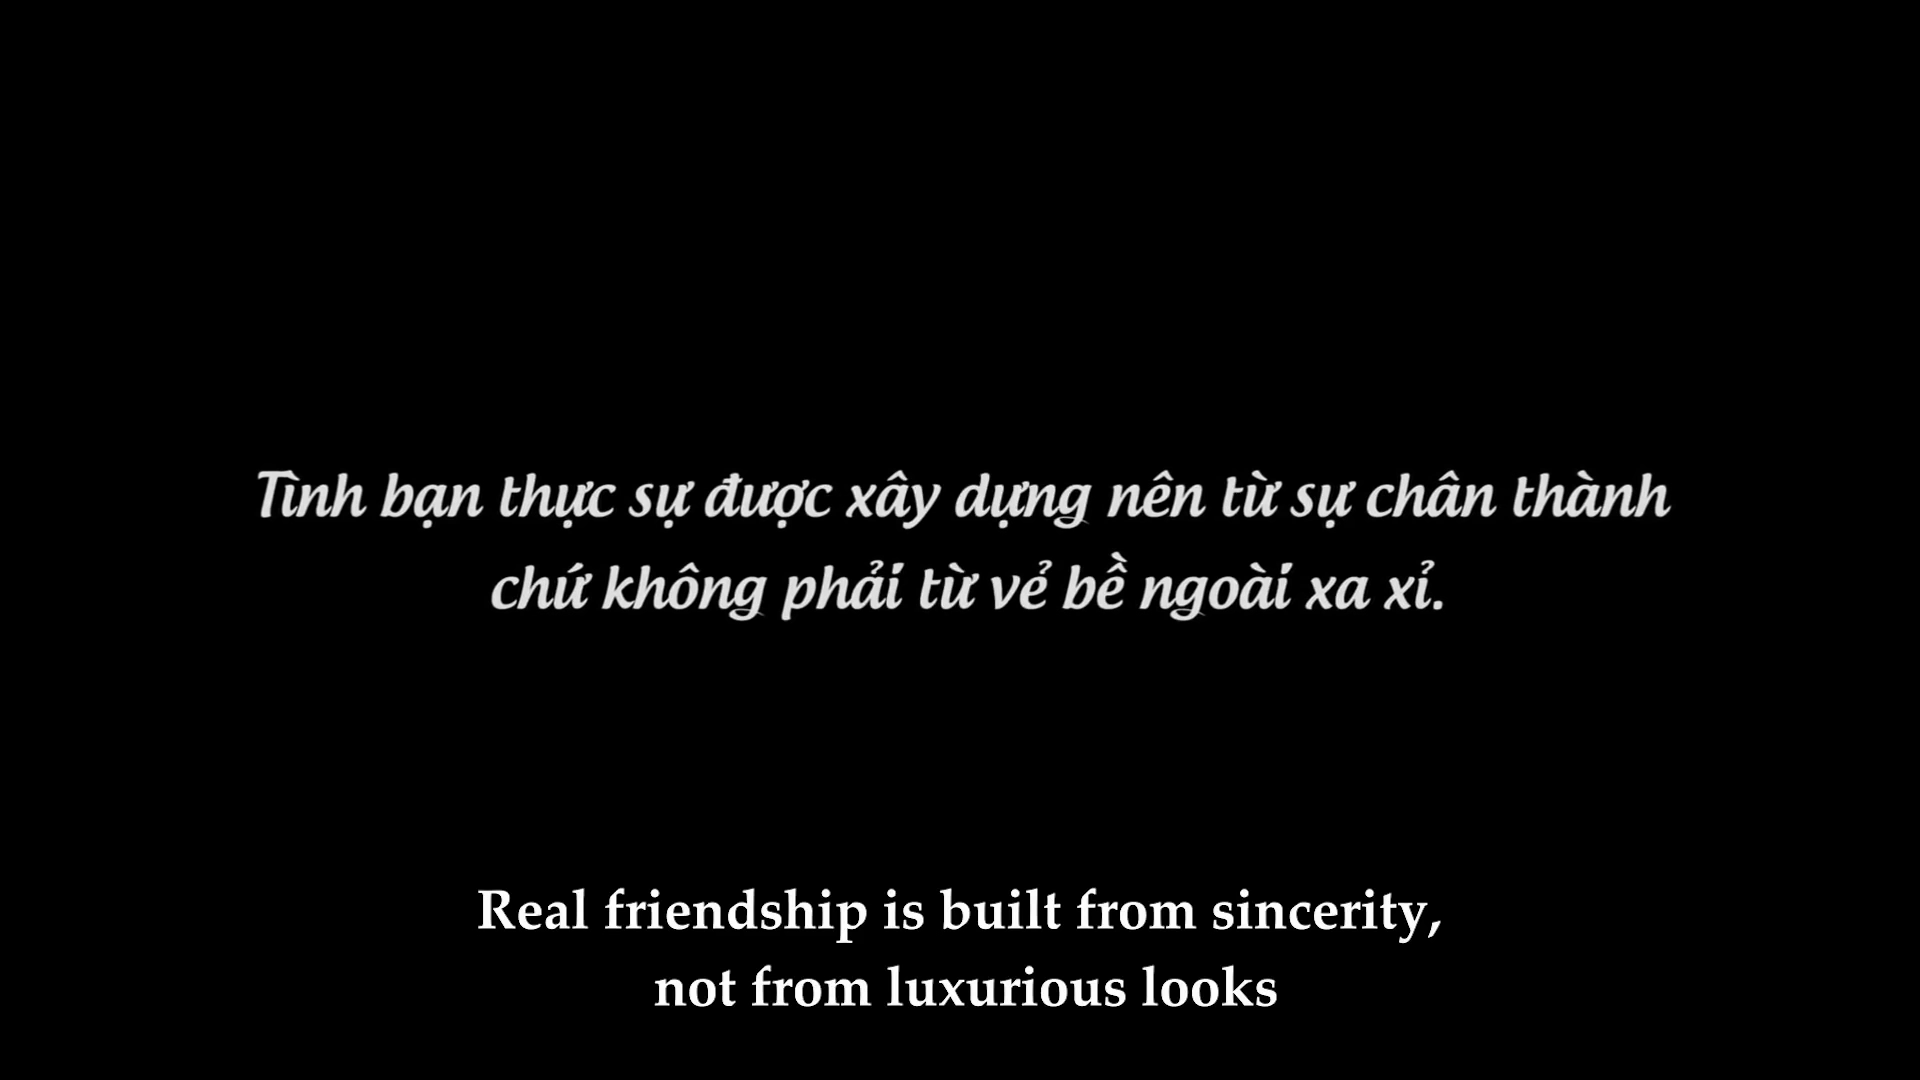 Tình bạn thực sự được xây dựng nên từ sự chân thành
chứ không phải từ vẻ bề ngoài xa xỉ.
Real friendship is built from sincerity,
not from luxurious looks